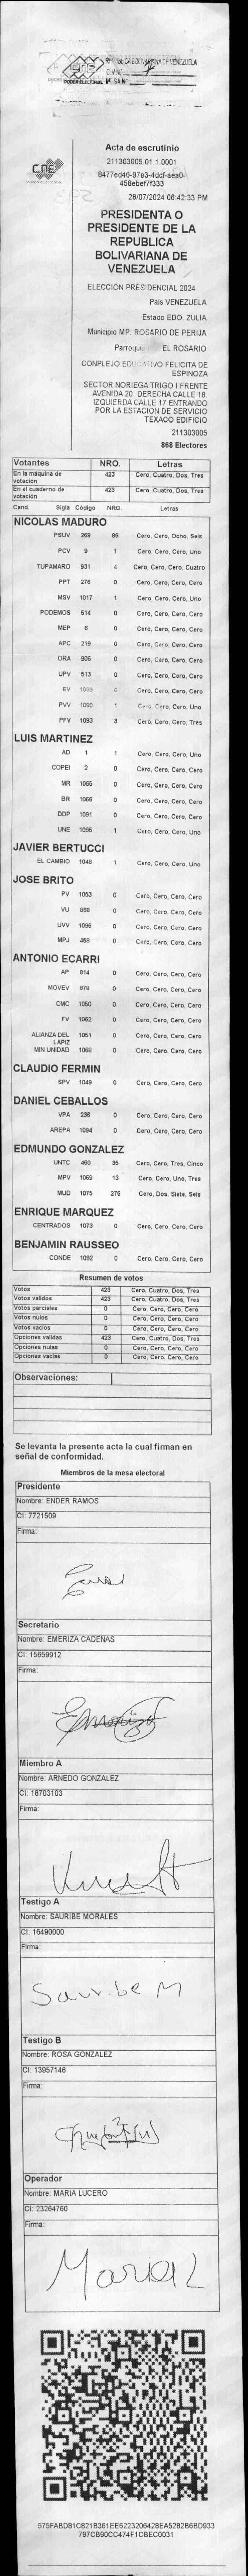 CNE
PODER ELECTORAL
REPUBLICA BOLIVARIANA DE VENEZUELA
CNE
Acta de escrutinio
211303005.01.1.0001
28/07/2024 06:42:33 PM
PRESIDENTA O
PRESIDENTE DE LA
REPUBLICA
BOLIVARIANA DE
VENEZUELA
ELECCIÓN PRESIDENCIAL 2024
Pais VENEZUELA
Estado EDO. ZULIA
Municipio MP. ROSARIO DE PERIJA
Parroquia EL ROSARIO
CONPLEJO EDUCATIVO FELICITA DE
ESPINOZA
SECTOR NORIEGA TRIGO I FRENTE
AVENIDA 20. DERECHA CALLE 18.
IZQUIERDA CALLE 17 ENTRANDO
POR LA ESTACION DE SERVICIO
TEXACO EDIFICIO
211303005
868 Electores
Votantes NRO. Letras
En la máquina de votación 423 Cero, Cuatro, Dos, Tres
En el cuaderno de votación 423 Cero, Cuatro, Dos, Tres
Cand. Sigla Código NRO. Letras
NICOLAS MADURO
PSUV 269 86 Cero, Cero, Ocho, Seis
PCV 9 1 Cero, Cero, Cero, Uno
TUPAMARO 931 4 Cero, Cero, Cero, Cuatro
PPT 276 0 Cero, Cero, Cero, Cero
MSV 1017 1 Cero, Cero, Cero, Uno
PODEMOS 514 0 Cero, Cero, Cero, Cero
MEP 6 0 Cero, Cero, Cero, Cero
APC 219 0 Cero, Cero, Cero, Cero
ORA 906 0 Cero, Cero, Cero, Cero
UPV 513 0 Cero, Cero, Cero, Cero
EV 0 Cero, Cero, Cero, Cero
PVV 1090 1 Cero, Cero, Cero, Uno
PFV 1093 3 Cero, Cero, Cero, Tres
LUIS MARTINEZ
AD 1 1 Cero, Cero, Cero, Uno
COPEI 2 0 Cero, Cero, Cero, Cero
MR 1065 0 Cero, Cero, Cero, Cero
BR 1066 0 Cero, Cero, Cero, Cero
DDP 1091 0 Cero, Cero, Cero, Cero
UNE 1095 1 Cero, Cero, Cero, Uno
JAVIER BERTUCCI
EL CAMBIO 1048 1 Cero, Cero, Cero, Uno
JOSE BRITO
PV 1053 0 Cero, Cero, Cero, Cero
VU 868 0 Cero, Cero, Cero, Cero
UVV 1096 0 Cero, Cero, Cero, Cero
MPJ 458 0 Cero, Cero, Cero, Cero
ANTONIO ECARRI
AP 814 0 Cero, Cero, Cero, Cero
MOVEV 878 0 Cero, Cero, Cero, Cero
CMC 1050 0 Cero, Cero, Cero, Cero
FV 1063 0 Cero, Cero, Cero, Cero
ALIANZA DEL LAPIZ 1051 0 Cero, Cero, Cero, Cero
MIN UNIDAD 1088 0 Cero, Cero, Cero, Cero
CLAUDIO FERMIN
SPV 1049 0 Cero, Cero, Cero, Cero
DANIEL CEBALLOS
VPA 236 0 Cero, Cero, Cero, Cero
AREPA 1094 0 Cero, Cero, Cero, Cero
EDMUNDO GONZALEZ
UNTC 460 35 Cero, Cero, Tres, Cinco
MPV 1069 13 Cero, Cero, Uno, Tres
MUD 1075 276 Cero, Dos, Siete, Seis
ENRIQUE MARQUEZ
CENTRADOS 1073 0 Cero, Cero, Cero, Cero
BENJAMIN RAUSSEO
CONDE 1092 0 Cero, Cero, Cero, Cero
Resumen de votos
Votos 423 Cero, Cuatro, Dos, Tres
Votos validos 423 Cero, Cuatro, Dos, Tres
Votos parciales 0 Cero, Cero, Cero, Cero
Votos nulos 0 Cero, Cero, Cero, Cero
Votos vacios 0 Cero, Cero, Cero, Cero
Opciones validas 423 Cero, Cuatro, Dos, Tres
Opciones nulas 0 Cero, Cero, Cero, Cero
Opciones vacias 0 Cero, Cero, Cero, Cero
Observaciones:
Se levanta la presente acta la cual firman en
señal de conformidad.
Miembros de la mesa electoral
Presidente
Nombre: ENDER RAMOS
CI: 7721509
Firma:
Secretario
Nombre: EMERIZA CADENAS
CI: 15659912
Firma:
Miembro A
Nombre: ARNEDO GONZALEZ
CI: 18703103
Firma:
Testigo A
Nombre: SAURIBE MORALES
CI: 16490000
Firma:
Sauribe M
Testigo B
Nombre: ROSA GONZALEZ
CI: 13957146
Firma:
Operador
Nombre: MARIA LUCERO
CI: 23264760
Firma:
Maria L
575FABD81C821B361EE6223206428EA5282B6BD933
797CB90CC474F1CBEC0031